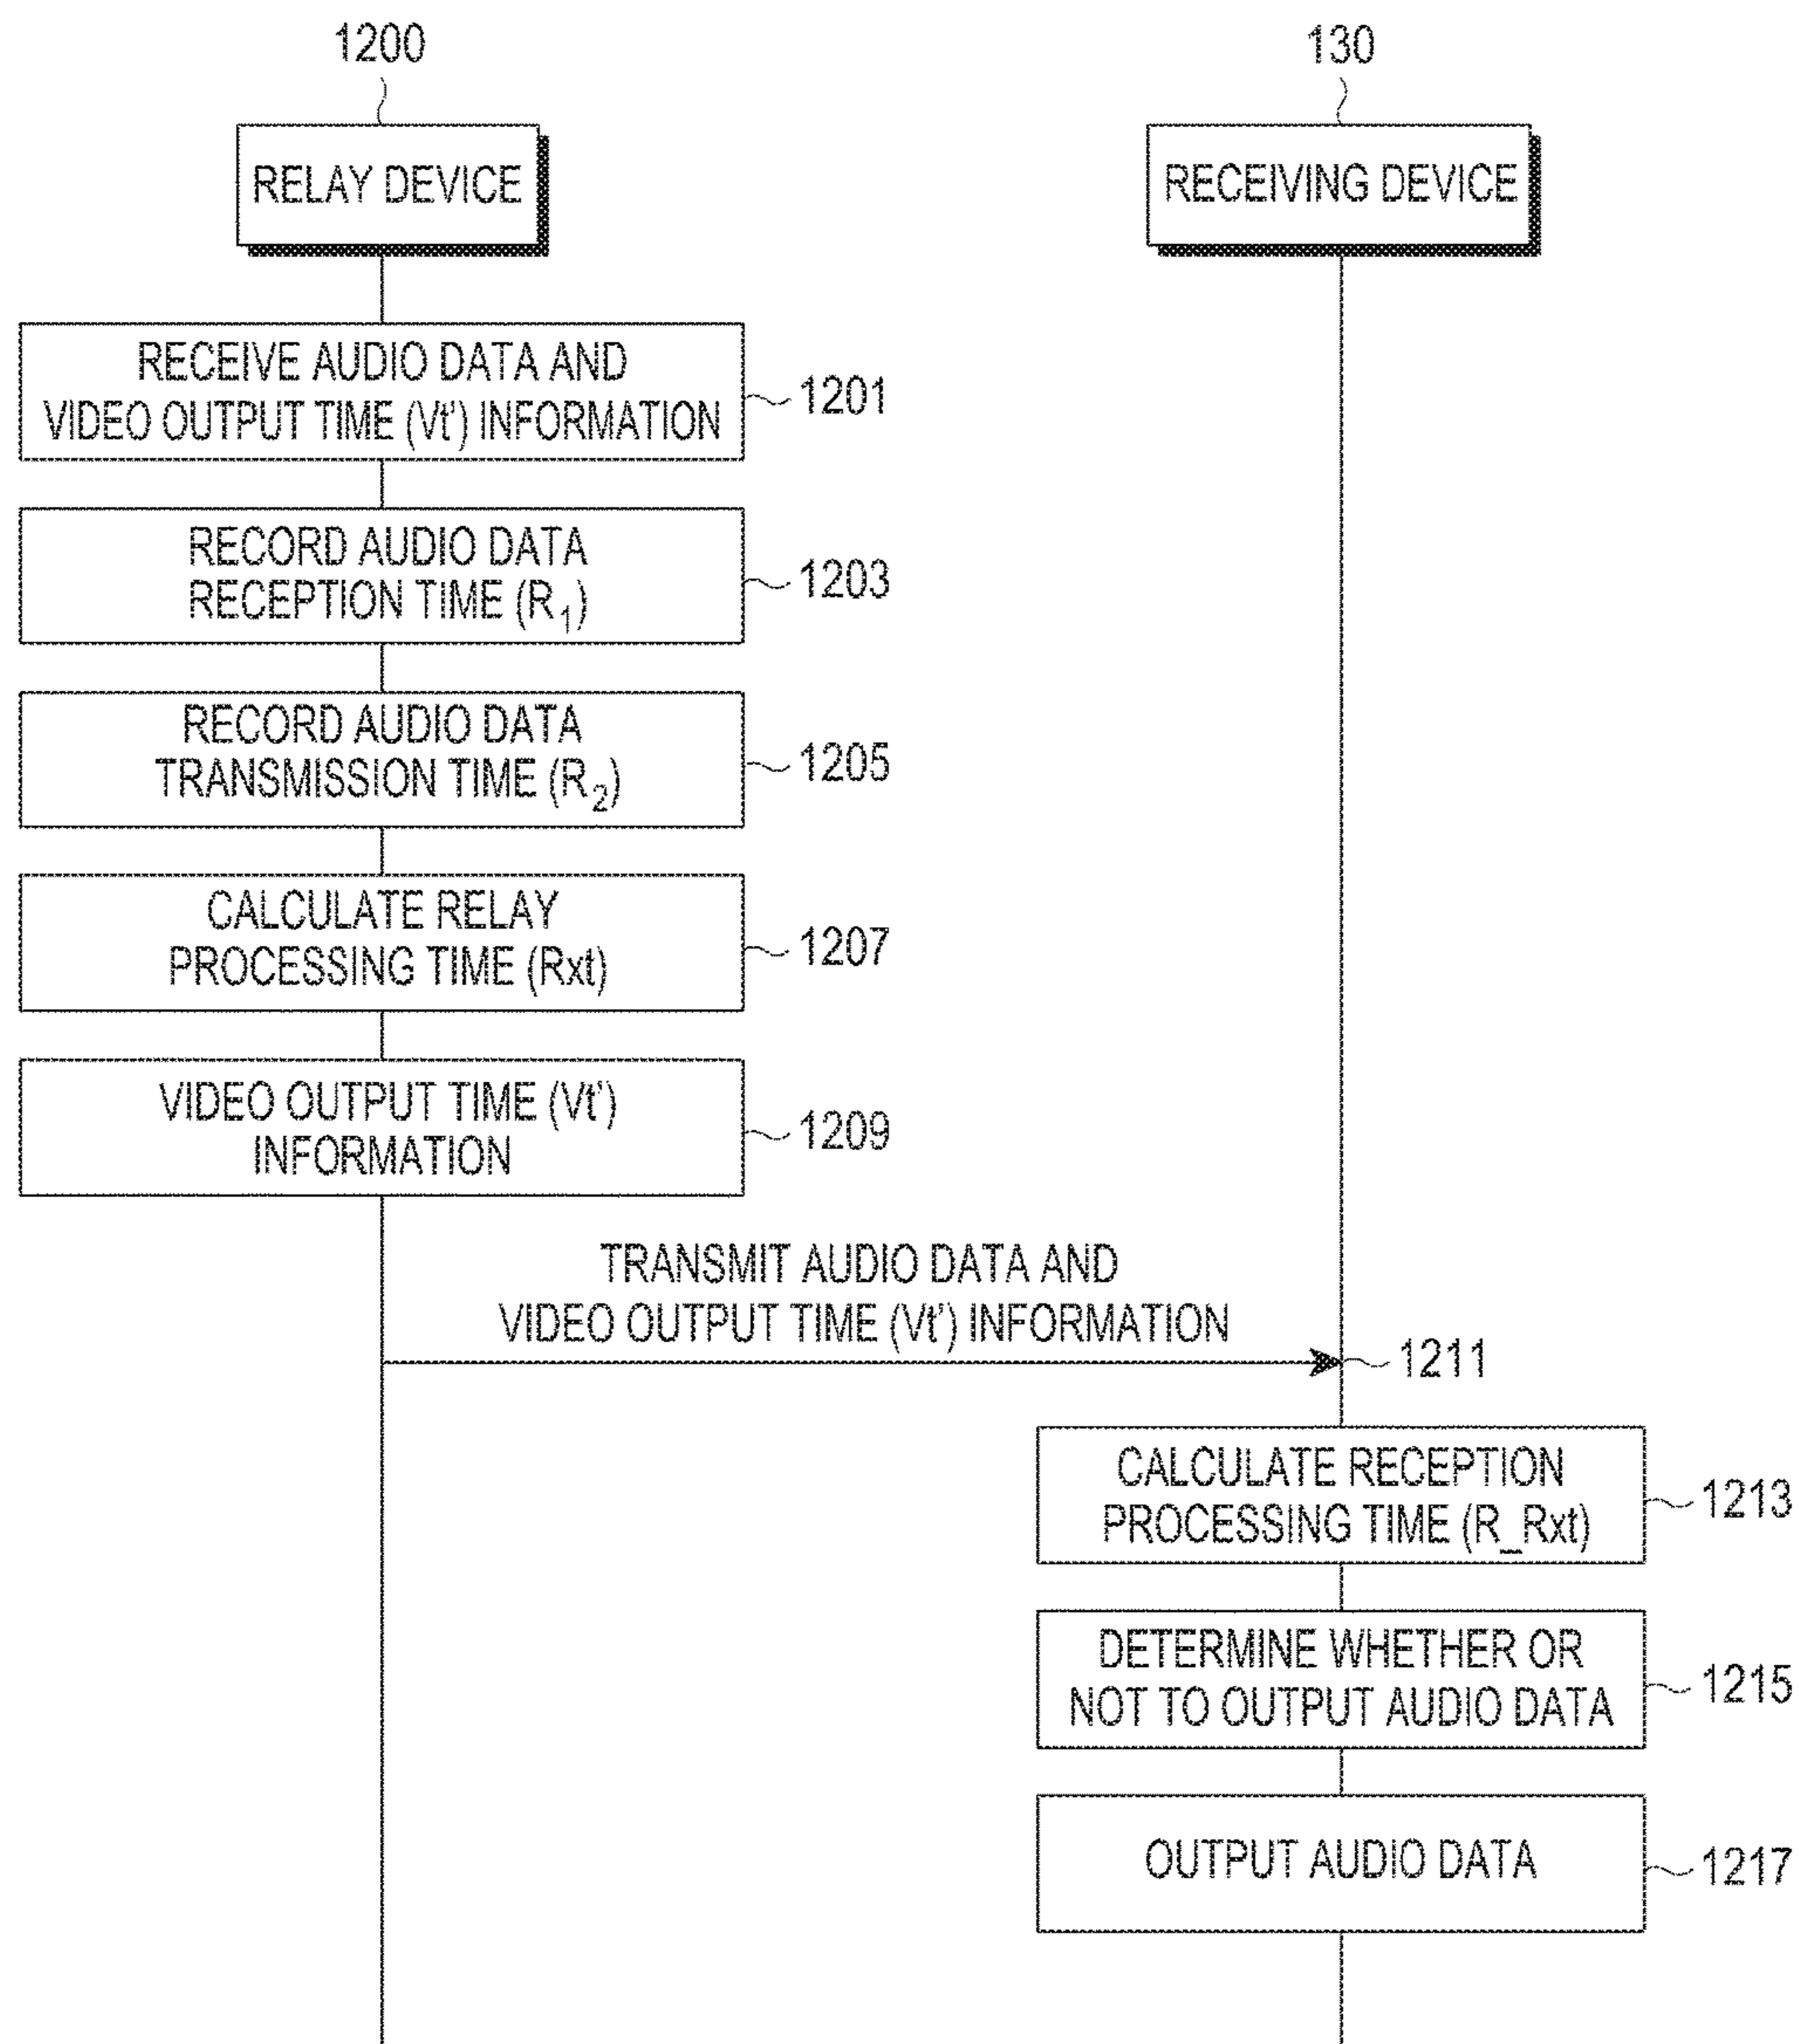 1200
130
RELAY DEVICE
RECEIVING DEVICE
RECEIVE AUDIO DATA AND
VIDEO OUTPUT TIME (Vt') INFORMATION
1201
RECORD AUDIO DATA
RECEPTION TIME (R1)
1203
RECORD AUDIO DATA
TRANSMISSION TIME (R2)
1205
CALCULATE RELAY
PROCESSING TIME (Rxt)
1207
VIDEO OUTPUT TIME (Vt')
INFORMATION
1209
TRANSMIT AUDIO DATA AND
VIDEO OUTPUT TIME (Vt') INFORMATION
1211
CALCULATE RECEPTION
PROCESSING TIME (R_Rxt)
1213
DETERMINE WHETHER OR
NOT TO OUTPUT AUDIO DATA
1215
OUTPUT AUDIO DATA
1217